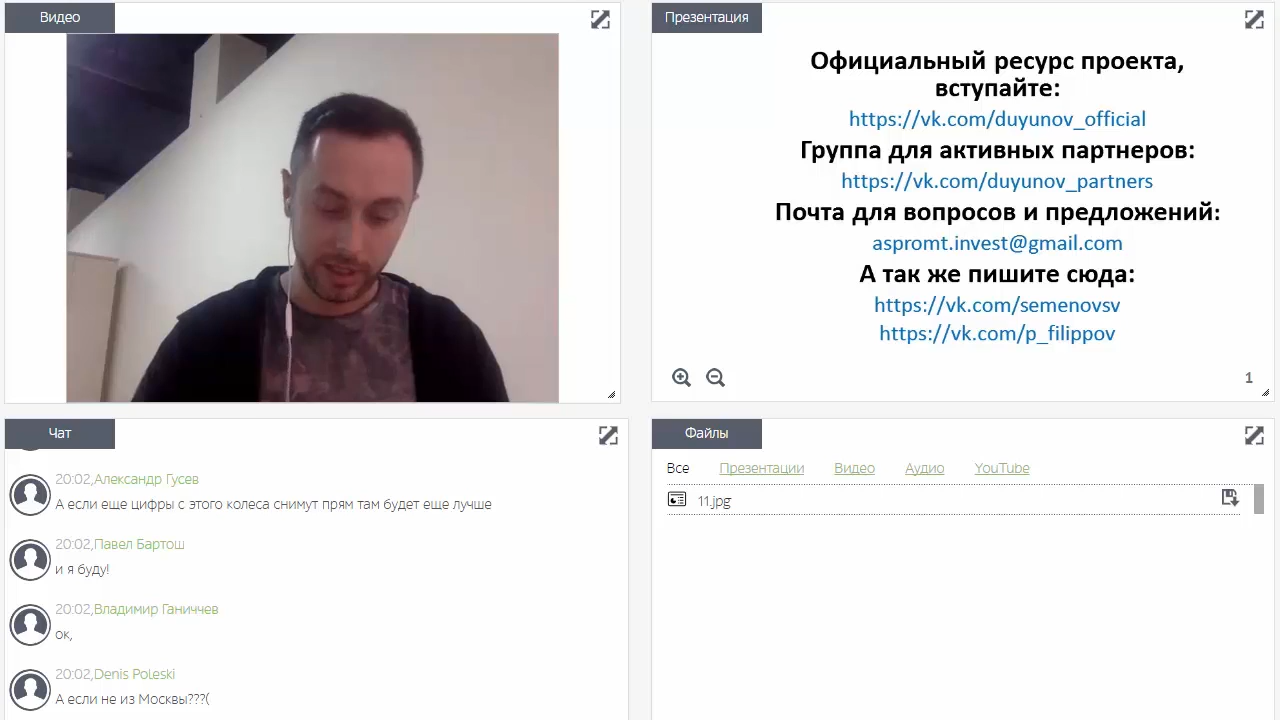 Видео
Презентация
Официальный ресурс проекта,
вступайте:
https://vk.com/duyunov_official
Группа для активных партнеров:
https://vk.com/duyunov_partners
Почта для вопросов и предложений:
aspromt.invest@gmail.com
А так же пишите сюда:
https://vk.com/semenovsv
https://vk.com/p_filippov
1
Чат
20:02,Александр Гусев
А если еще цифры с этого колеса снимут прям там будет еще лучше
20:02,Павел Бартош
и я буду!
20:02,Владимир Ганиччев
ок,
20:02,Denis Poleski
А если не из Москвы???(
Файлы
Все Презентации Видео Аудио YouTube
11.jpg